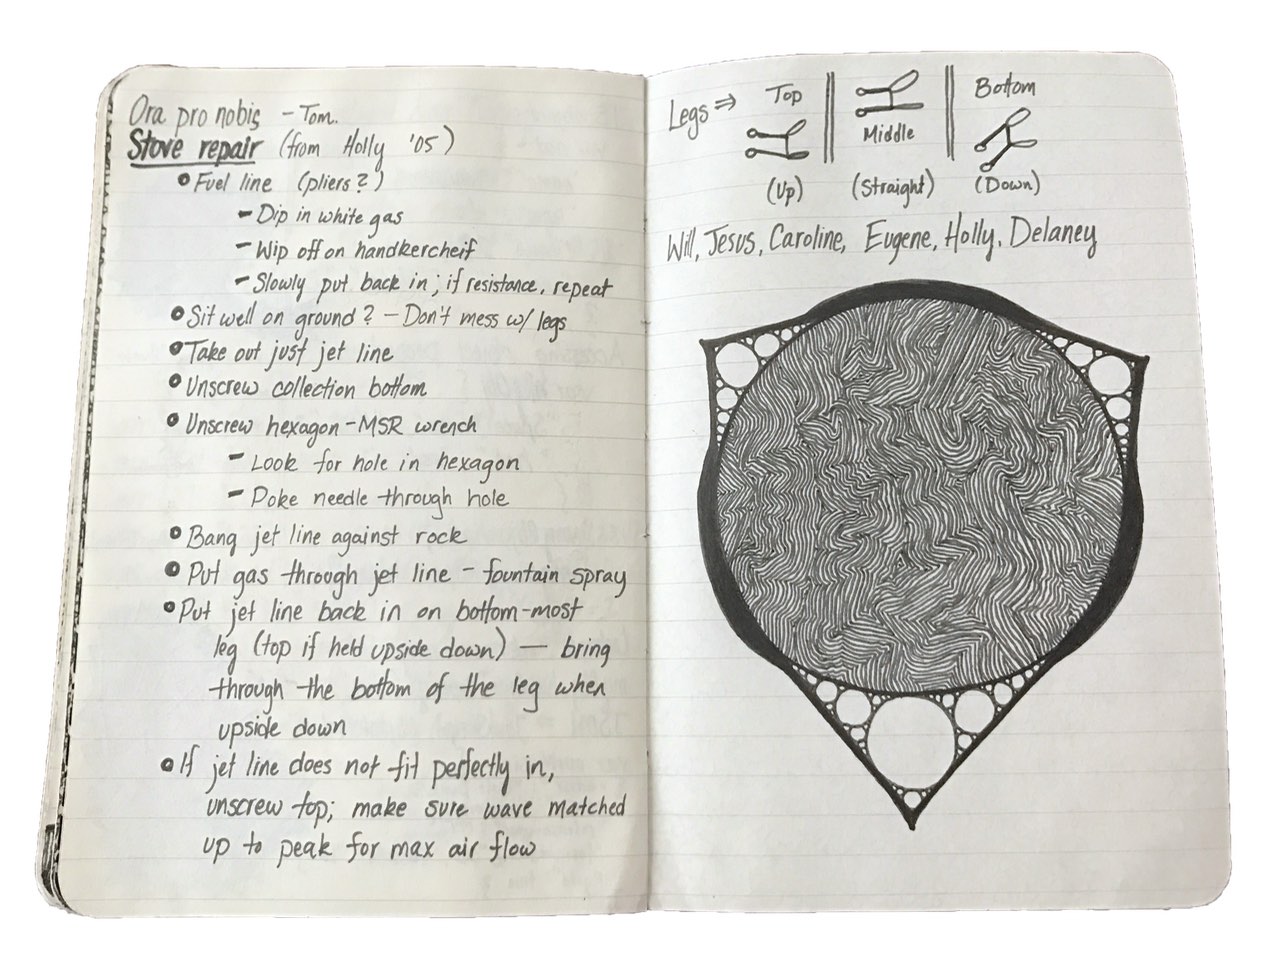 Ora pro nobis - Tom.
Stove repair (from Holly '05)
• Fuel line (pliers?)
- Dip in white gas
- Wip off on handkercheif
- Slowly put back in; if resistance, repeat
• Sit well on ground? - Don't mess w/ legs
• Take out just jet line
• Unscrew collection bottom
• Unscrew hexagon - MSR wrench
- Look for hole in hexagon
- Poke needle through hole
• Bang jet line against rock
• Put gas through jet line - fountain spray
• Put jet line back in on bottom-most
leg (top if held upside down) — bring
through the bottom of the leg when
upside down
• If jet line does not fit perfectly in,
unscrew top; make sure wave matched
up to peak for max air flow
Legs ⇒ Top || Middle || Bottom
(Up) (Straight) (Down)
Will, Jesus, Caroline, Eugene, Holly, Delaney